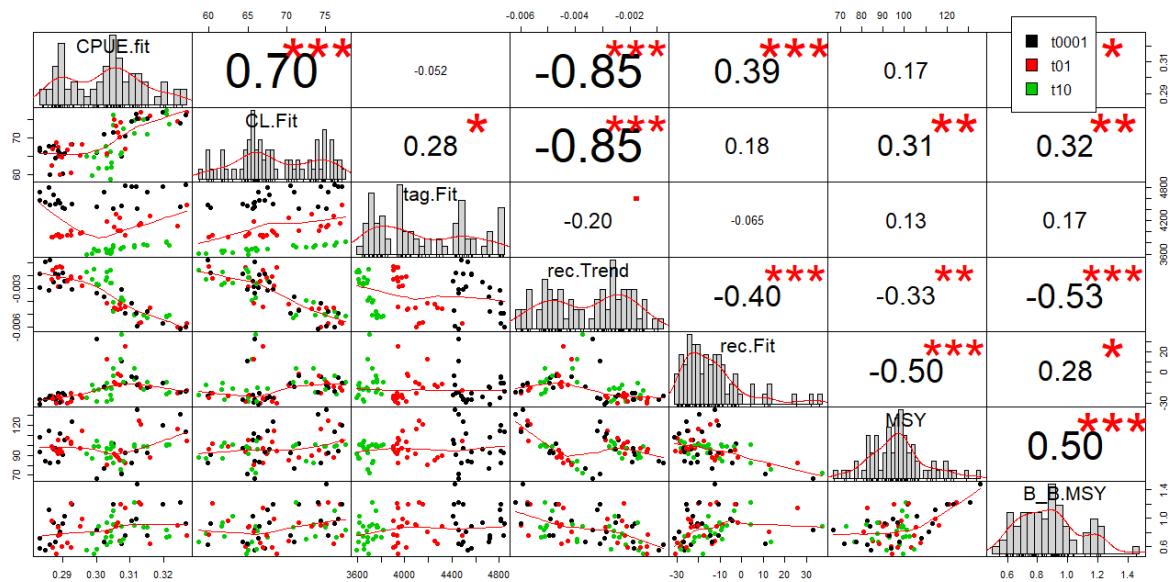 60 65 70 75
-0.006 -0.004 -0.002
70 80 90 100 120
CPUE.fit
0.70 ***
-0.052
-0.85 ***
0.39 ***
0.17
*
t0001
t01
t10
0.29 0.31
60 70
CL.Fit
0.28 *
-0.85 ***
0.18
0.31 **
0.32 **
tag.Fit
-0.20 .
-0.065
0.13
0.17
3600 4200 4800
-0.006 -0.003
rec.Trend
-0.40 ***
-0.33 **
-0.53 ***
rec.Fit
-0.50 ***
0.28 *
-30 0 20
70 90 120
MSY
0.50 ***
B_B.MSY
0.6 1.0 1.4
0.29 0.30 0.31 0.32
3600 4000 4400 4800
-30 -10 0 10 30
0.6 0.8 1.0 1.2 1.4